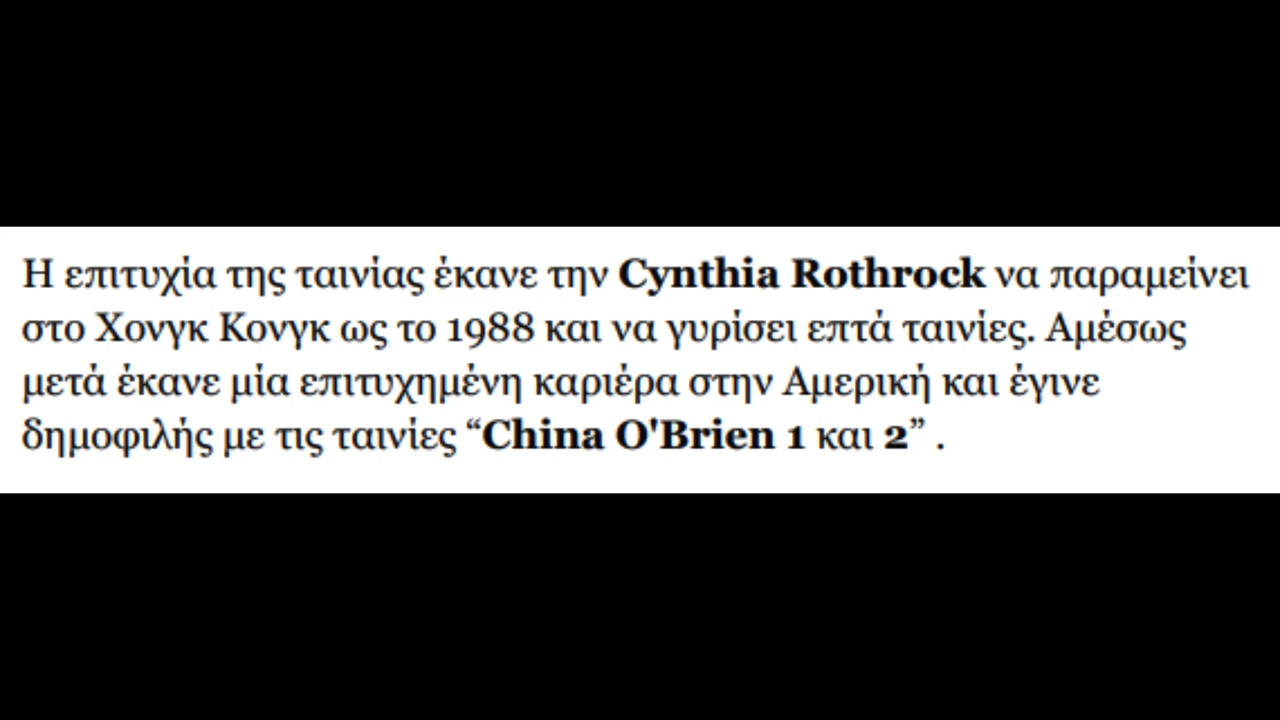 Η επιτυχία της ταινίας έκανε την Cynthia Rothrock να παραμείνει
στο Χονγκ Κονγκ ως το 1988 και να γυρίσει επτά ταινίες. Αμέσως
μετά έκανε μία επιτυχημένη καριέρα στην Αμερική και έγινε
δημοφιλής με τις ταινίες “China O'Brien 1 και 2” .